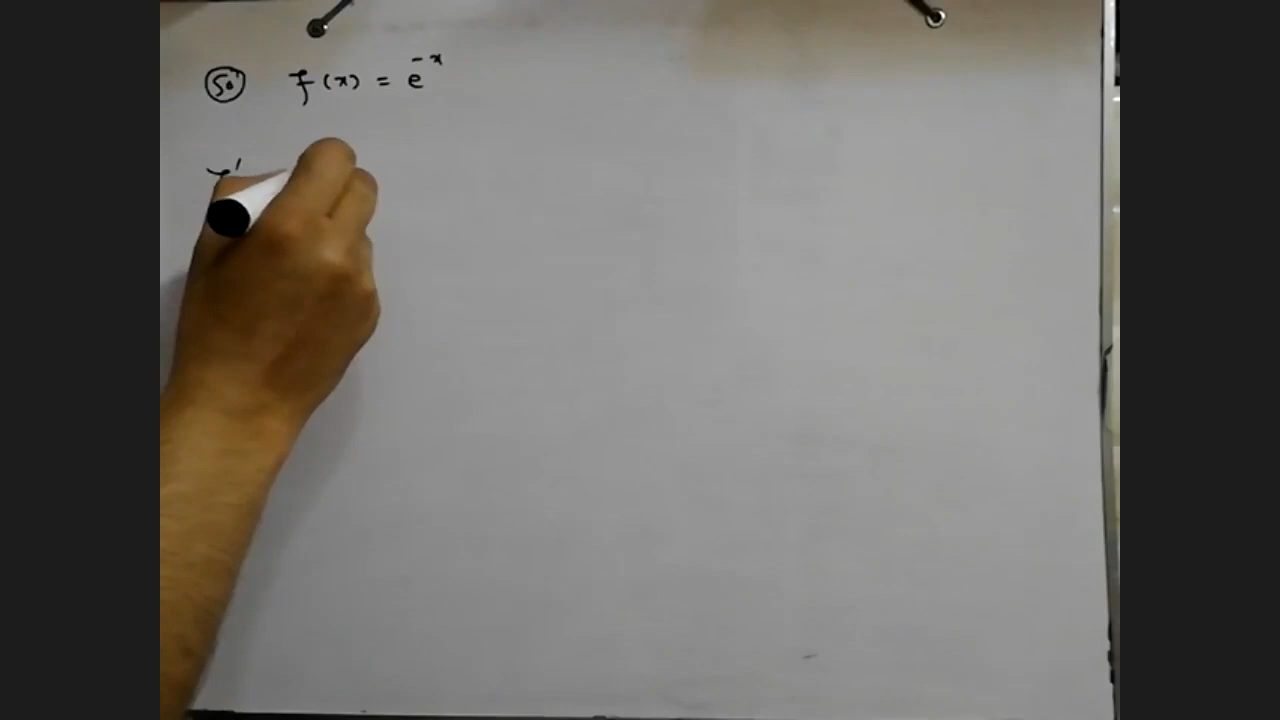 50 f(x) = e^{-x}